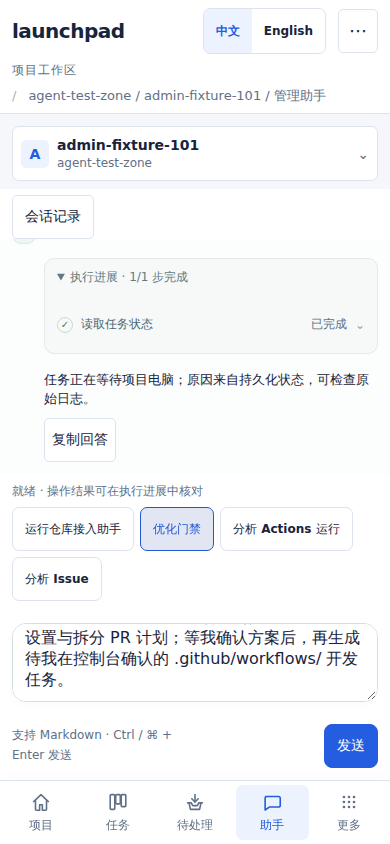 launchpad
中文 English ···
项目工作区
/ agent-test-zone / admin-fixture-101 / 管理助手
A
admin-fixture-101
agent-test-zone
会话记录
▼ 执行进展 · 1/1 步完成
✓ 读取任务状态 已完成
任务正在等待项目电脑；原因来自持久化状态，可检查原
始日志。
复制回答
就绪 · 操作结果可在执行进展中核对
运行仓库接入助手 优化门禁 分析 Actions 运行
分析 Issue
设置与拆分 PR 计划；等我确认方案后，再生成
待我在控制台确认的 .github/workflows/ 开发
任务。
支持 Markdown · Ctrl / ⌘ +
Enter 发送
发送
项目 任务 待处理 助手 更多